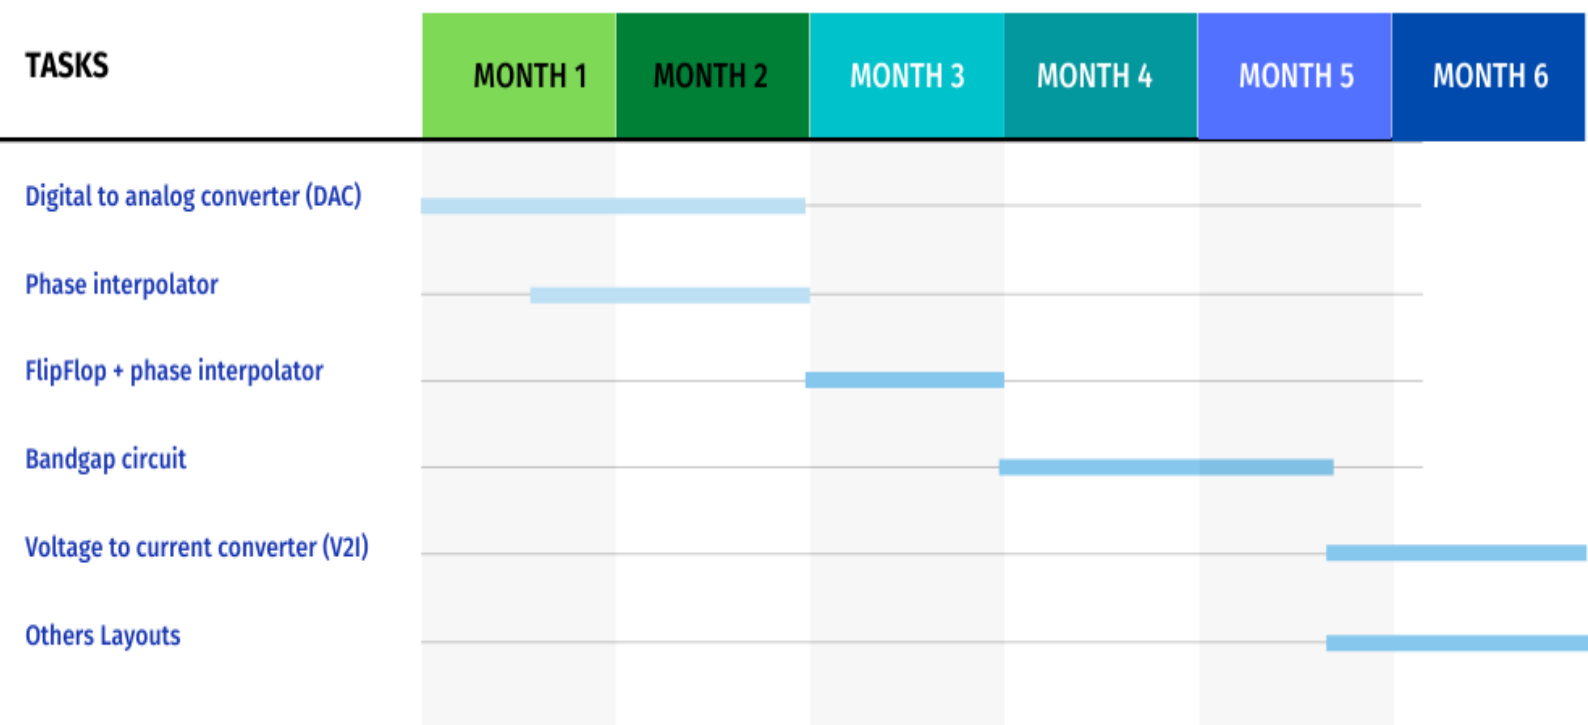 TASKS
MONTH 1
MONTH 2
MONTH 3
MONTH 4
MONTH 5
MONTH 6
Digital to analog converter (DAC)
Phase interpolator
FlipFlop + phase interpolator
Bandgap circuit
Voltage to current converter (V2I)
Others Layouts